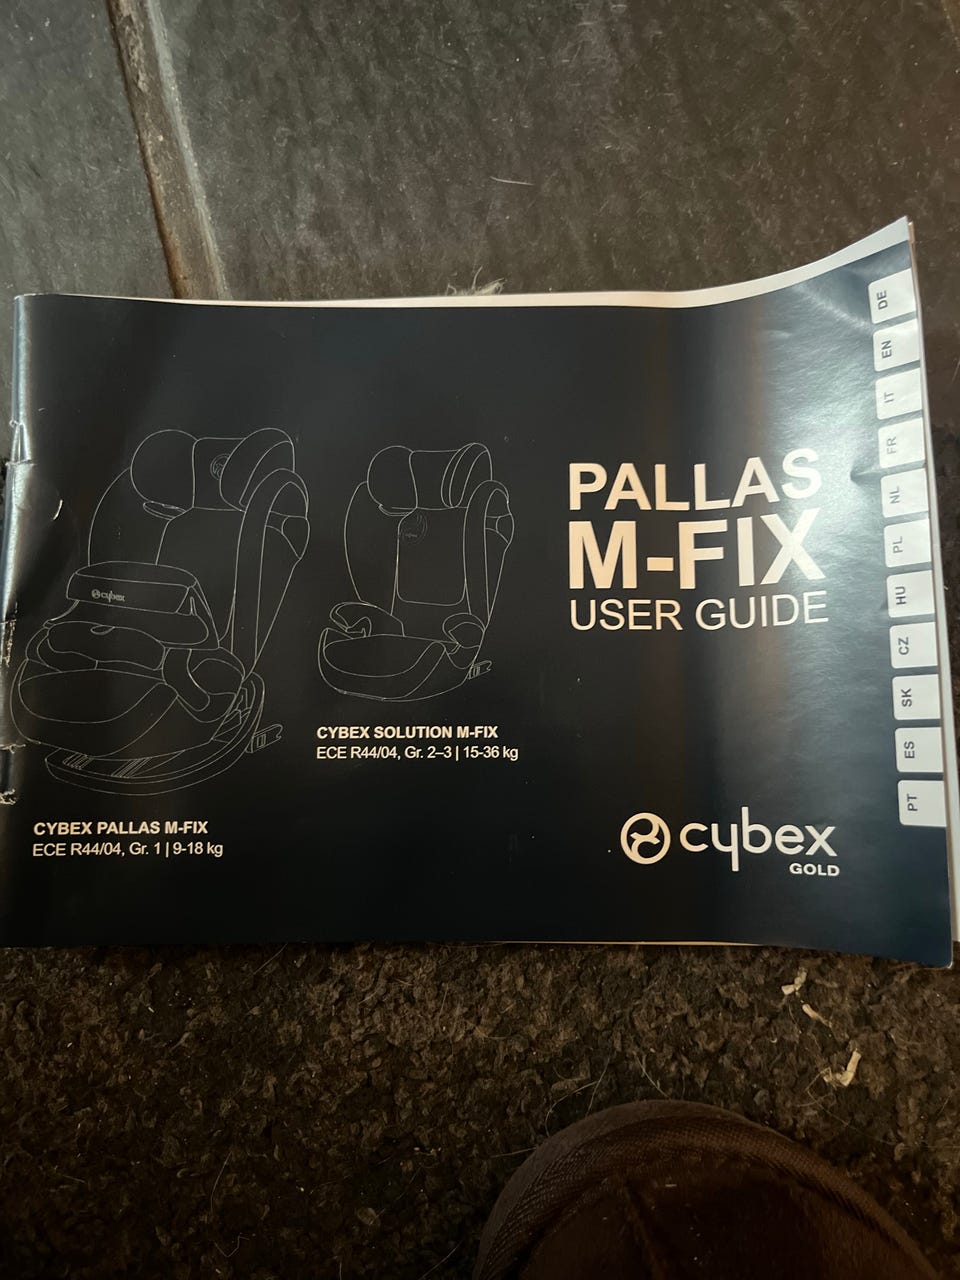 PALLAS
M-FIX
USER GUIDE
cybex
CYBEX SOLUTION M-FIX
ECE R44/04, Gr. 2–3 | 15-36 kg
CYBEX PALLAS M-FIX
ECE R44/04, Gr. 1 | 9-18 kg
cybex
GOLD
DE
EN
IT
FR
NL
PL
HU
CZ
SK
ES
PT